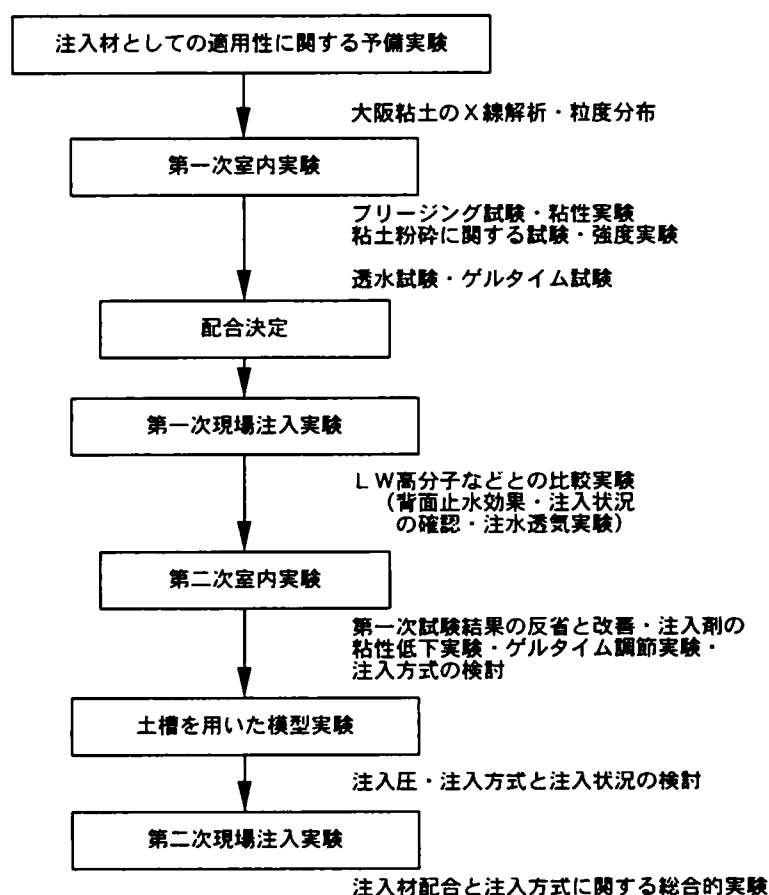 注入材としての適用性に関する予備実験
大阪粘土のX線解析・粒度分布
第一次室内実験
ブリージング試験・粘性実験
粘土粉砕に関する試験・強度実験
透水試験・ゲルタイム試験
配合決定
第一次現場注入実験
LW高分子などとの比較実験
(背面止水効果・注入状況
の確認・注水透気実験)
第二次室内実験
第一次試験結果の反省と改善・注入剤の
粘性低下実験・ゲルタイム調節実験・
注入方式の検討
土槽を用いた模型実験
注入圧・注入方式と注入状況の検討
第二次現場注入実験
注入材配合と注入方式に関する総合的実験